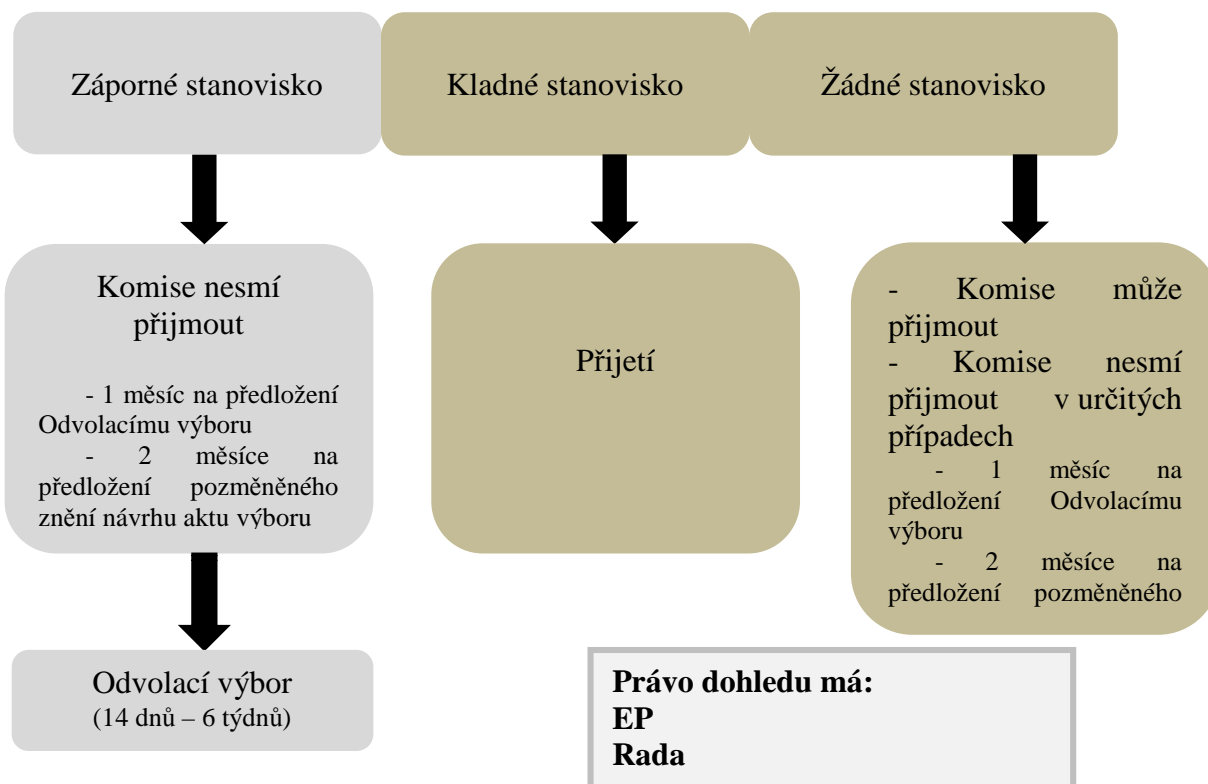 Záporné stanovisko
Kladné stanovisko
Žádné stanovisko
Komise nesmí
přijmout
- 1 měsíc na předložení
Odvolacímu výboru
- 2 měsíce na
předložení pozměněného
znění návrhu aktu výboru
Přijetí
- Komise může
přijmout
- Komise nesmí
přijmout v určitých
případech
- 1 měsíc na
předložení Odvolacímu
výboru
- 2 měsíce na
předložení pozměněného
Odvolací výbor
(14 dnů – 6 týdnů)
Právo dohledu má:
EP
Rada